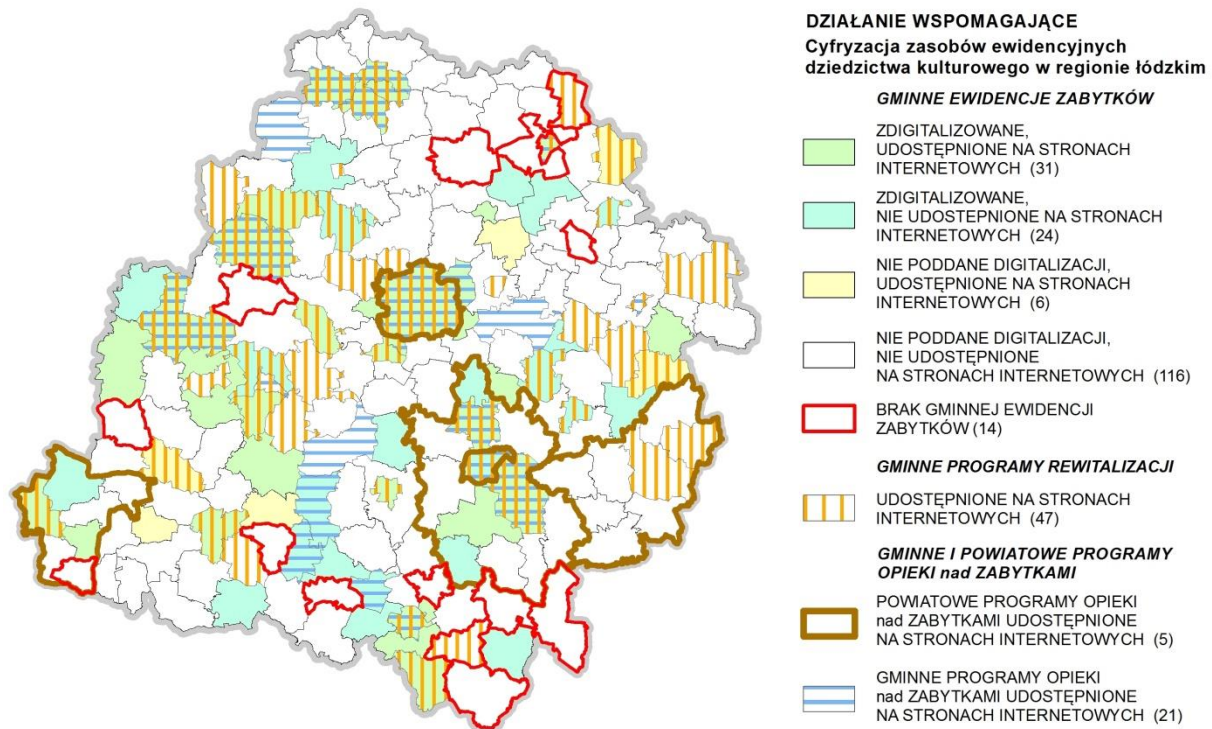 DZIAŁANIE WSPOMAGAJĄCE
Cyfryzacja zasobów ewidencyjnych
dziedzictwa kulturowego w regionie łódzkim
GMINNE EWIDENCJE ZABYTKÓW
ZDIGITALIZOWANE,
UDOSTĘPNIONE NA STRONACH
INTERNETOWYCH (31)
ZDIGITALIZOWANE,
NIE UDOSTEPNIONE NA STRONACH
INTERNETOWYCH (24)
NIE PODDANE DIGITALIZACJI,
UDOSTĘPNIONE NA STRONACH
INTERNETOWYCH (6)
NIE PODDANE DIGITALIZACJI,
NIE UDOSTĘPNIONE
NA STRONACH INTERNETOWYCH (116)
BRAK GMINNEJ EWIDENCJI
ZABYTKÓW (14)
GMINNE PROGRAMY REWITALIZACJI
UDOSTĘPNIONE NA STRONACH
INTERNETOWYCH (47)
GMINNE I POWIATOWE PROGRAMY
OPIEKI nad ZABYTKAMI
POWIATOWE PROGRAMY OPIEKI
nad ZABYTKAMI UDOSTĘPNIONE
NA STRONACH INTERNETOWYCH (5)
GMINNE PROGRAMY OPIEKI
nad ZABYTKAMI UDOSTĘPNIONE
NA STRONACH INTERNETOWYCH (21)